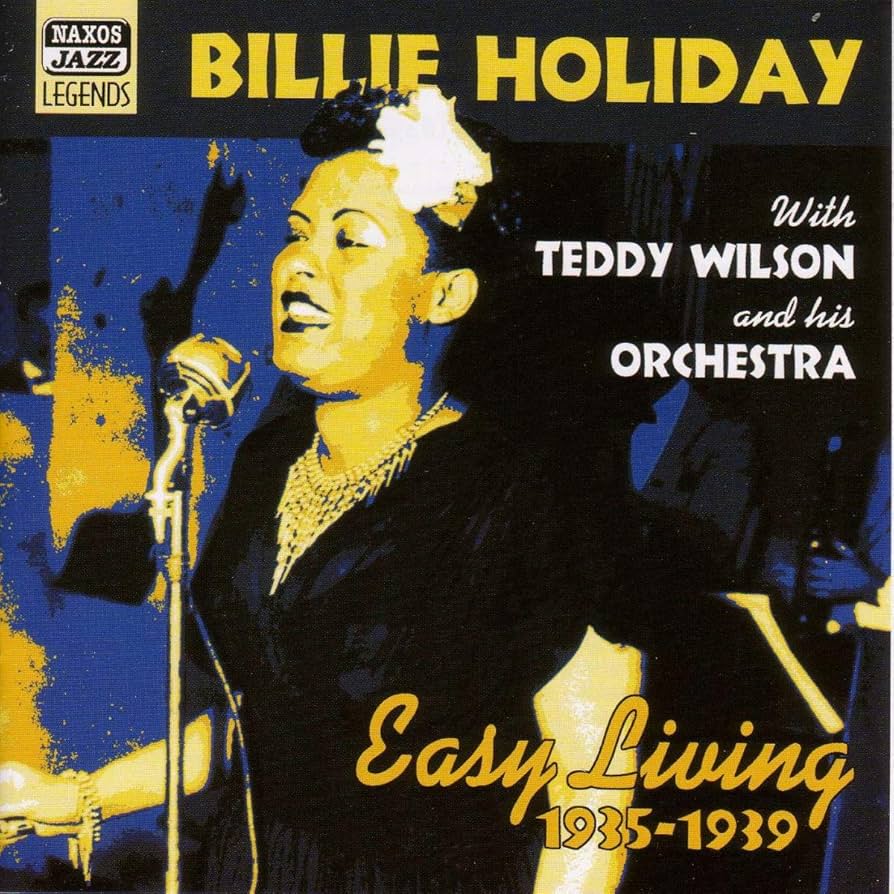 NAXOS
JAZZ
LEGENDS
BILLIE HOLIDAY
With
TEDDY WILSON
and his
ORCHESTRA
Easy Living
1935-1939